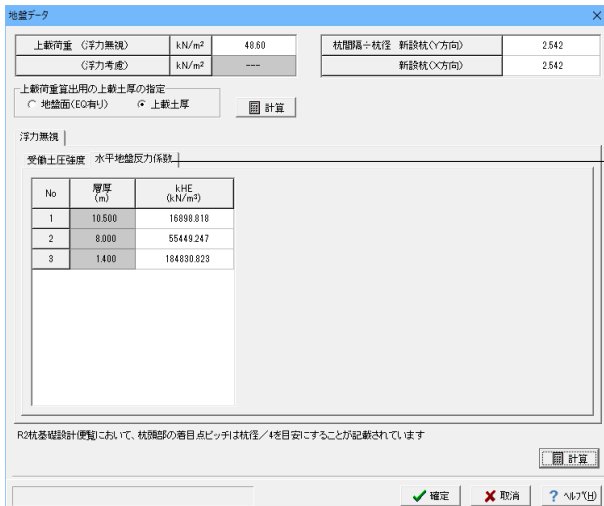 地盤データ
上載荷重 (浮力無視) kN/m² 48.60
(浮力考慮) kN/m² ---
杭間隔÷杭径 新設杭(Y方向) 2.542
新設杭(X方向) 2.542
上載荷重算出用の上載土厚の指定
地盤面(EQ有り) 上載土厚
計算
浮力無視
受働土圧強度 水平地盤反力係数
No 層厚(m) kHE(kN/m³)
1 10.500 16898.818
2 8.000 55449.247
3 1.400 184830.823
R2杭基礎設計便覧において、杭頭部の着目点ピッチは杭径/4を目安にすることが記載されています
計算
確定 取消 ? ヘルプ(H)